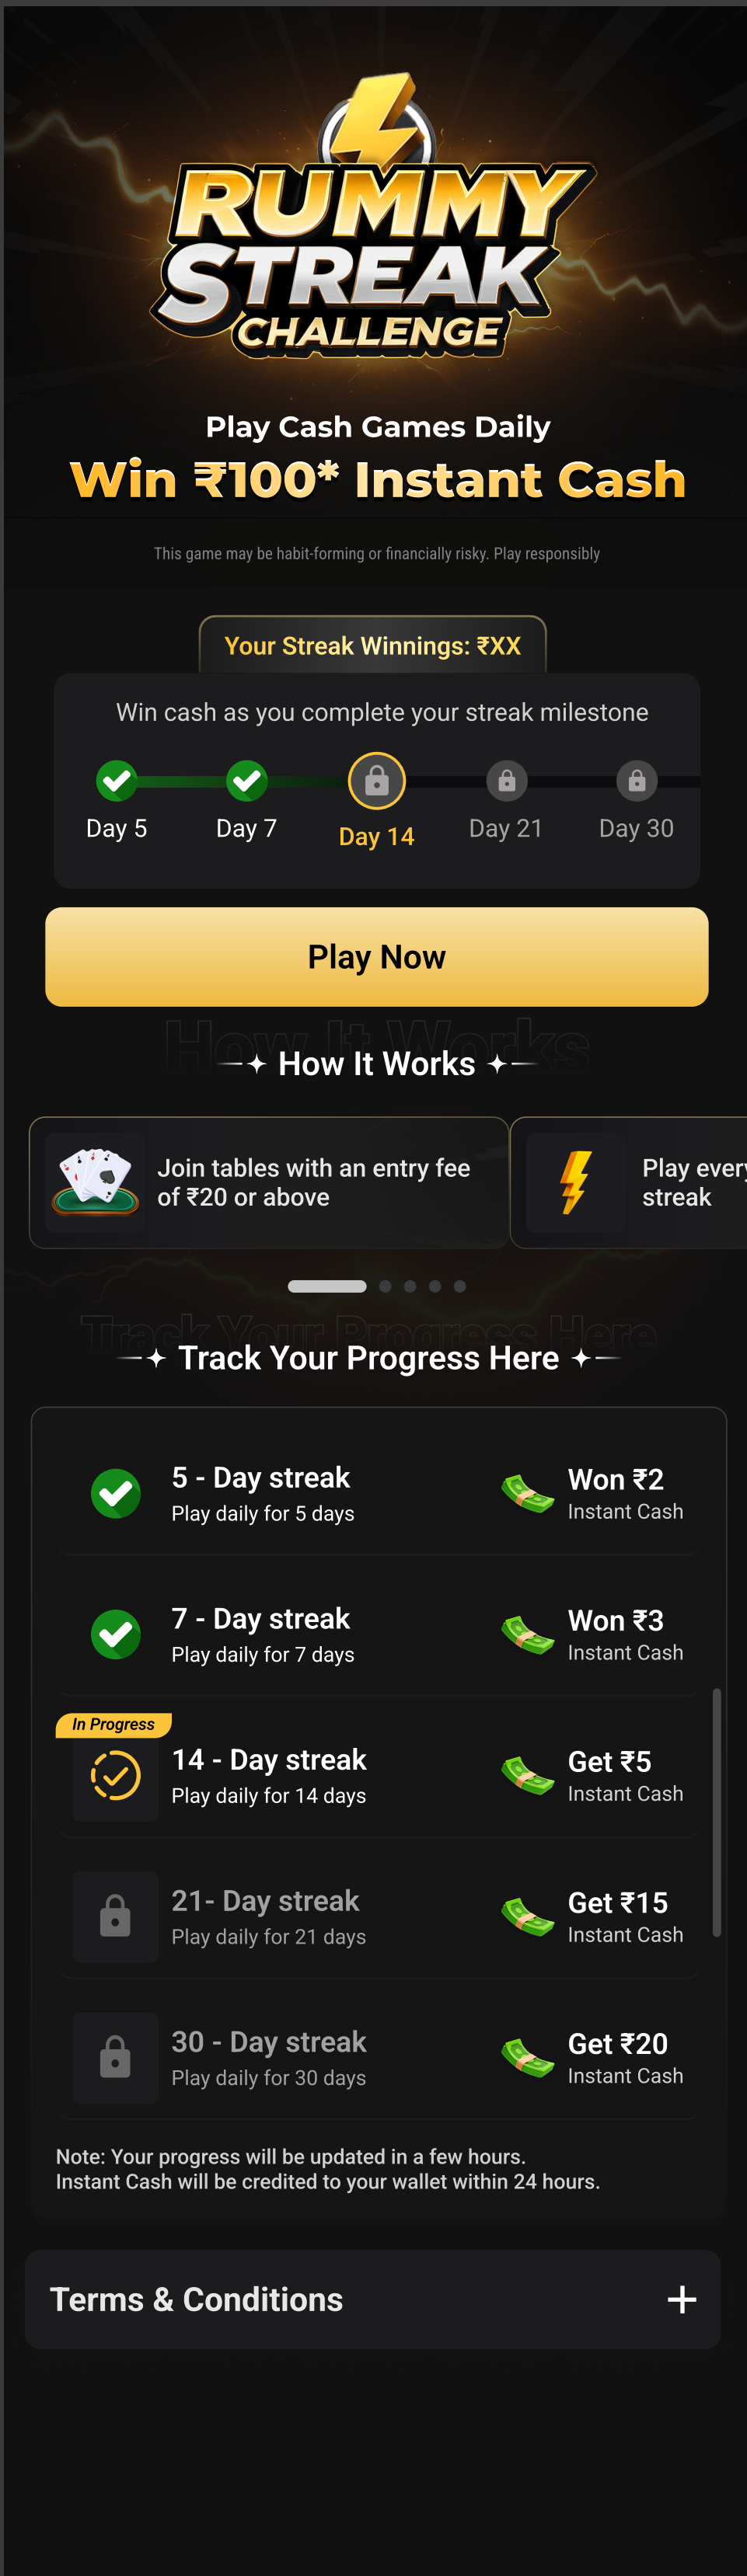 RUMMY
STREAK
CHALLENGE
Play Cash Games Daily
Win ₹100* Instant Cash
This game may be habit-forming or financially risky. Play responsibly
Your Streak Winnings: ₹XX
Win cash as you complete your streak milestone
Day 5
Day 7
Day 14
Day 21
Day 30
Play Now
How It Works
How It Works
Join tables with an entry fee
of ₹20 or above
Play every
streak
Track Your Progress Here
Track Your Progress Here
5 - Day streak
Play daily for 5 days
Won ₹2
Instant Cash
7 - Day streak
Play daily for 7 days
Won ₹3
Instant Cash
In Progress
14 - Day streak
Play daily for 14 days
Get ₹5
Instant Cash
21- Day streak
Play daily for 21 days
Get ₹15
Instant Cash
30 - Day streak
Play daily for 30 days
Get ₹20
Instant Cash
Note: Your progress will be updated in a few hours.
Instant Cash will be credited to your wallet within 24 hours.
Terms & Conditions